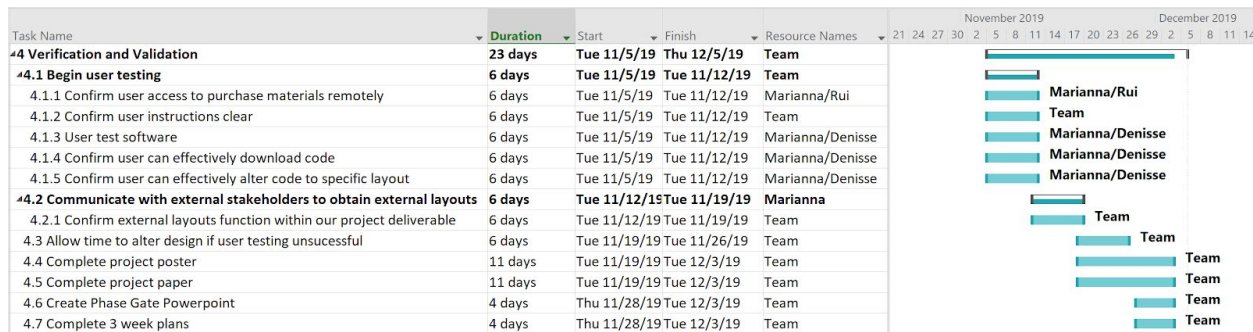 November 2019 December 2019
Task Name Duration Start Finish Resource Names 21 24 27 30 2 5 8 11 14 17 20 23 26 29 2 5 8 11 14
4 Verification and Validation 23 days Tue 11/5/19 Thu 12/5/19 Team
4.1 Begin user testing 6 days Tue 11/5/19 Tue 11/12/19 Team
4.1.1 Confirm user access to purchase materials remotely 6 days Tue 11/5/19 Tue 11/12/19 Marianna/Rui Marianna/Rui
4.1.2 Confirm user instructions clear 6 days Tue 11/5/19 Tue 11/12/19 Team Team
4.1.3 User test software 6 days Tue 11/5/19 Tue 11/12/19 Marianna/Denisse Marianna/Denisse
4.1.4 Confirm user can effectively download code 6 days Tue 11/5/19 Tue 11/12/19 Marianna/Denisse Marianna/Denisse
4.1.5 Confirm user can effectively alter code to specific layout 6 days Tue 11/5/19 Tue 11/12/19 Marianna/Denisse Marianna/Denisse
4.2 Communicate with external stakeholders to obtain external layouts 6 days Tue 11/12/19 Tue 11/19/19 Marianna
4.2.1 Confirm external layouts function within our project deliverable 6 days Tue 11/12/19 Tue 11/19/19 Team Team
4.3 Allow time to alter design if user testing unsucessful 6 days Tue 11/19/19 Tue 11/26/19 Team Team
4.4 Complete project poster 11 days Tue 11/19/19 Tue 12/3/19 Team Team
4.5 Complete project paper 11 days Tue 11/19/19 Tue 12/3/19 Team Team
4.6 Create Phase Gate Powerpoint 4 days Thu 11/28/19 Tue 12/3/19 Team Team
4.7 Complete 3 week plans 4 days Thu 11/28/19 Tue 12/3/19 Team Team